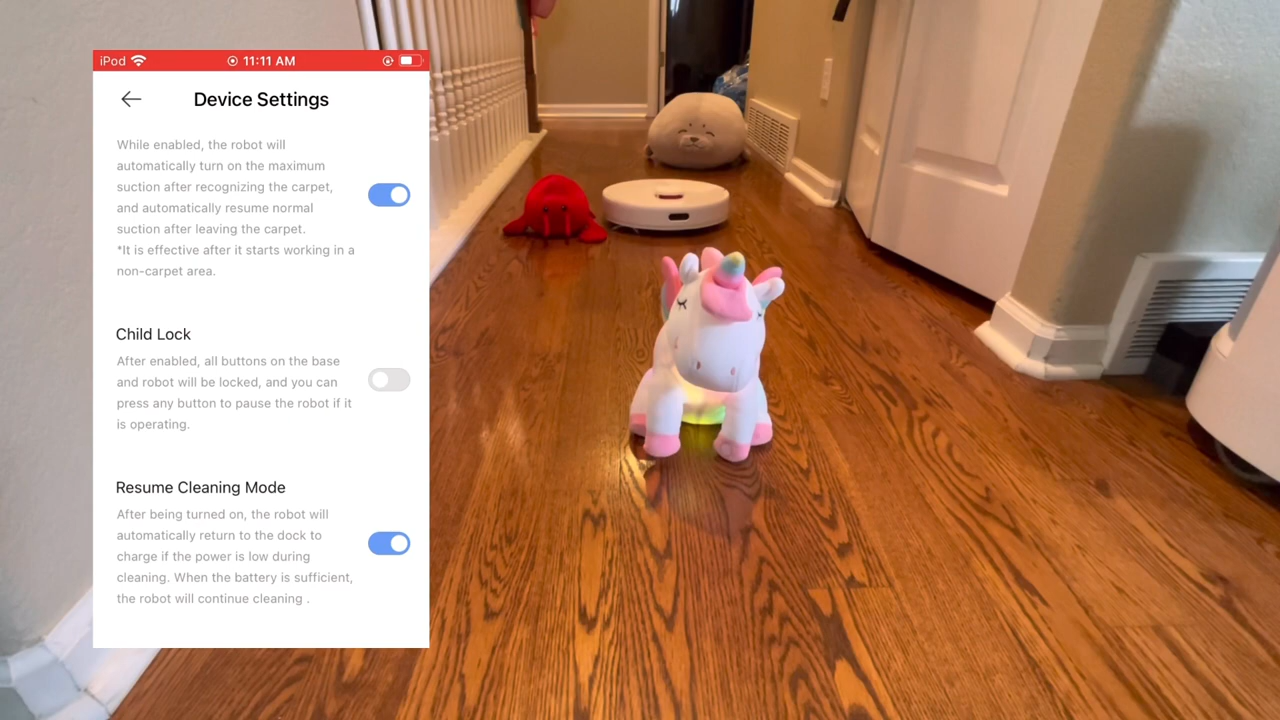 iPod
11:11 AM
Device Settings
While enabled, the robot will
automatically turn on the maximum
suction after recognizing the carpet,
and automatically resume normal
suction after leaving the carpet.
*It is effective after it starts working in a
non-carpet area.
Child Lock
After enabled, all buttons on the base
and robot will be locked, and you can
press any button to pause the robot if it
is operating.
Resume Cleaning Mode
After being turned on, the robot will
automatically return to the dock to
charge if the power is low during
cleaning. When the battery is sufficient,
the robot will continue cleaning .